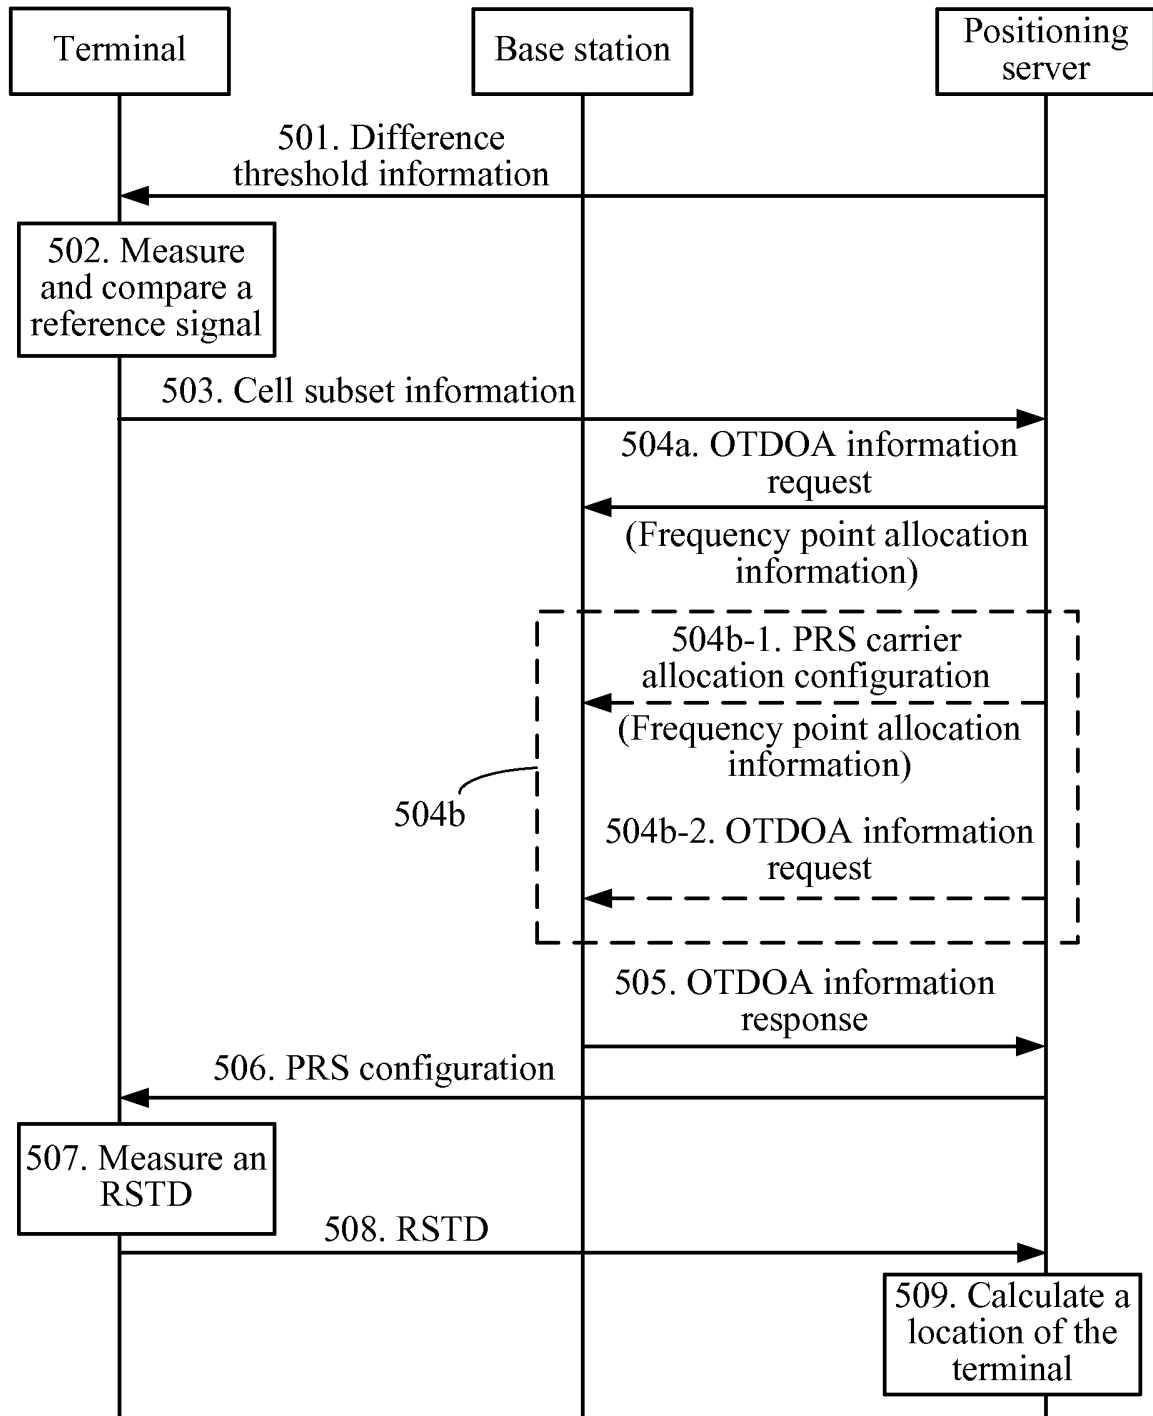 Terminal
Base station
Positioning
server
501. Difference
threshold information
502. Measure
and compare a
reference signal
503. Cell subset information
504a. OTDOA information
request
(Frequency point allocation
information)
504b-1. PRS carrier
allocation configuration
(Frequency point allocation
information)
504b
504b-2. OTDOA information
request
505. OTDOA information
response
506. PRS configuration
507. Measure an
RSTD
508. RSTD
509. Calculate a
location of the
terminal